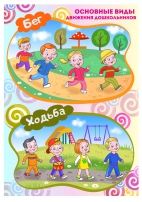 ОСНОВНЫЕ ВИДЫ
ДВИЖЕНИЯ ДОШКОЛЬНИКОВ
Бег
Ходьба